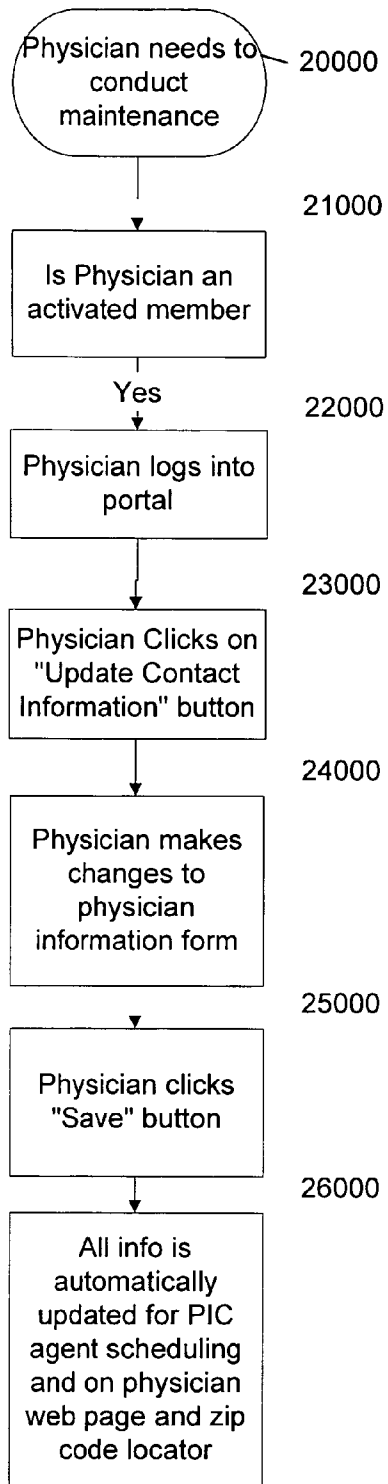 Physician needs to
conduct
maintenance
20000
21000
Is Physician an
activated member
Yes
22000
Physician logs into
portal
23000
Physician Clicks on
"Update Contact
Information" button
24000
Physician makes
changes to
physician
information form
25000
Physician clicks
"Save" button
26000
All info is
automatically
updated for PIC
agent scheduling
and on physician
web page and zip
code locator